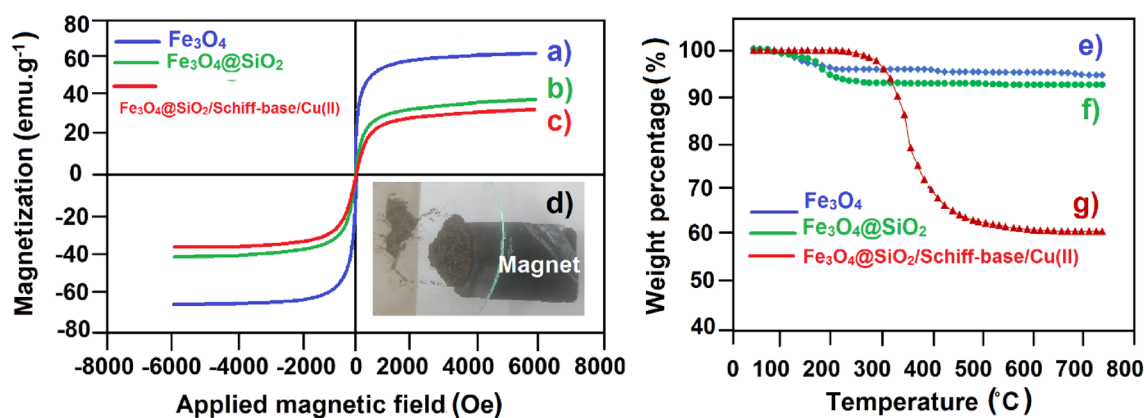 Magnetization (emu.g⁻¹)
80
60
40
20
0
-20
-40
-60
-80
Fe₃O₄
Fe₃O₄@SiO₂
Fe₃O₄@SiO₂/Schiff-base/Cu(II)
a)
b)
c)
d)
Magnet
-8000 -6000 -4000 -2000 0 2000 4000 6000 8000
Applied magnetic field (Oe)
Weight percentage (%)
100
90
80
70
60
50
40
e)
f)
g)
Fe₃O₄
Fe₃O₄@SiO₂
Fe₃O₄@SiO₂/Schiff-base/Cu(II)
0 100 200 300 400 500 600 700 800
Temperature (°C)